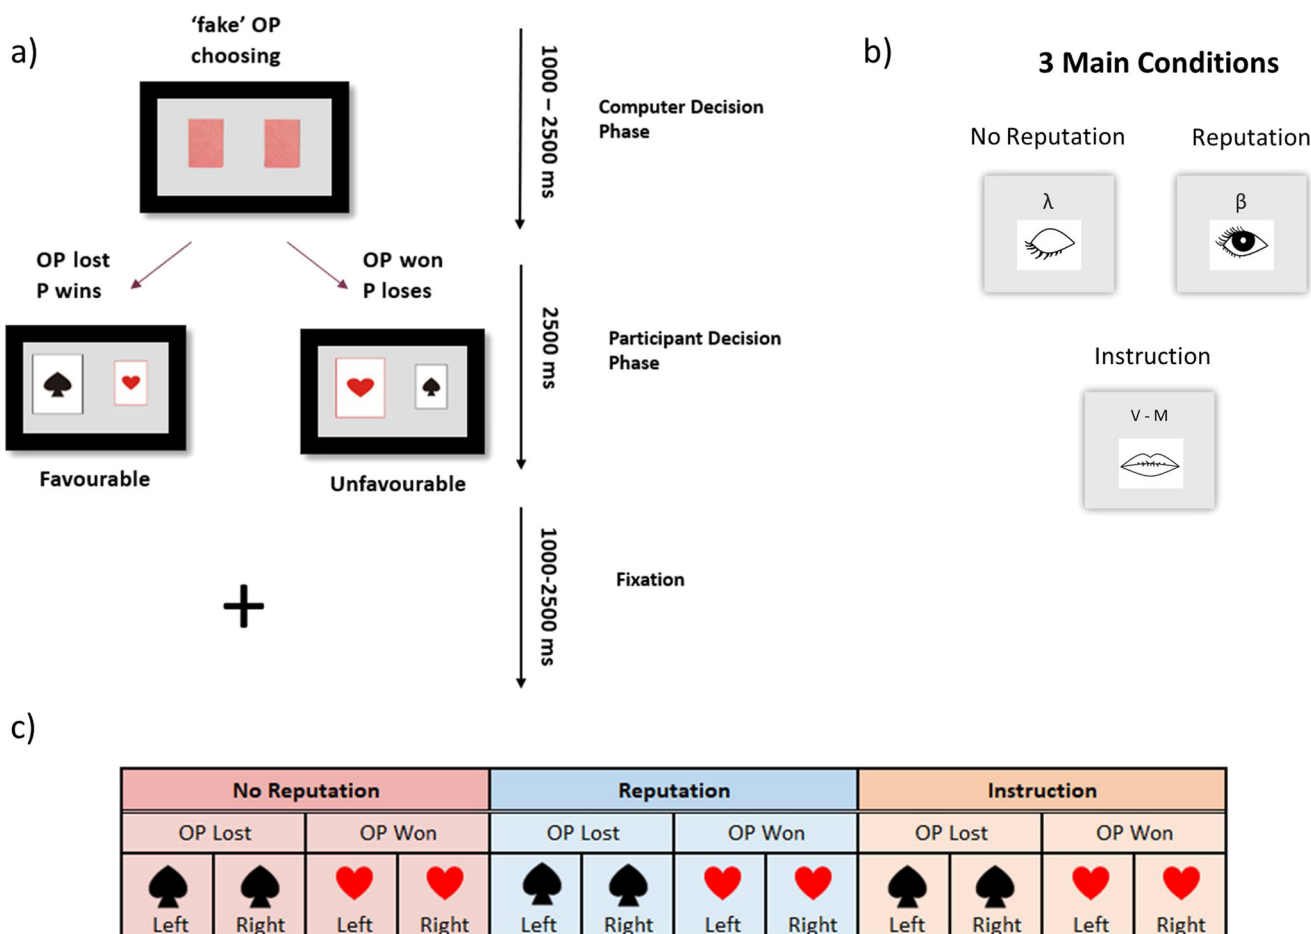 a)
'fake' OP
choosing
1000 – 2500 ms
Computer Decision
Phase
OP lost
P wins
OP won
P loses
2500 ms
Participant Decision
Phase
Favourable
Unfavourable
1000-2500 ms
Fixation
b)
3 Main Conditions
No Reputation
Reputation
λ
β
Instruction
V - M
c)
No Reputation
Reputation
Instruction
OP Lost
OP Won
OP Lost
OP Won
OP Lost
OP Won
Left
Right
Left
Right
Left
Right
Left
Right
Left
Right
Left
Right